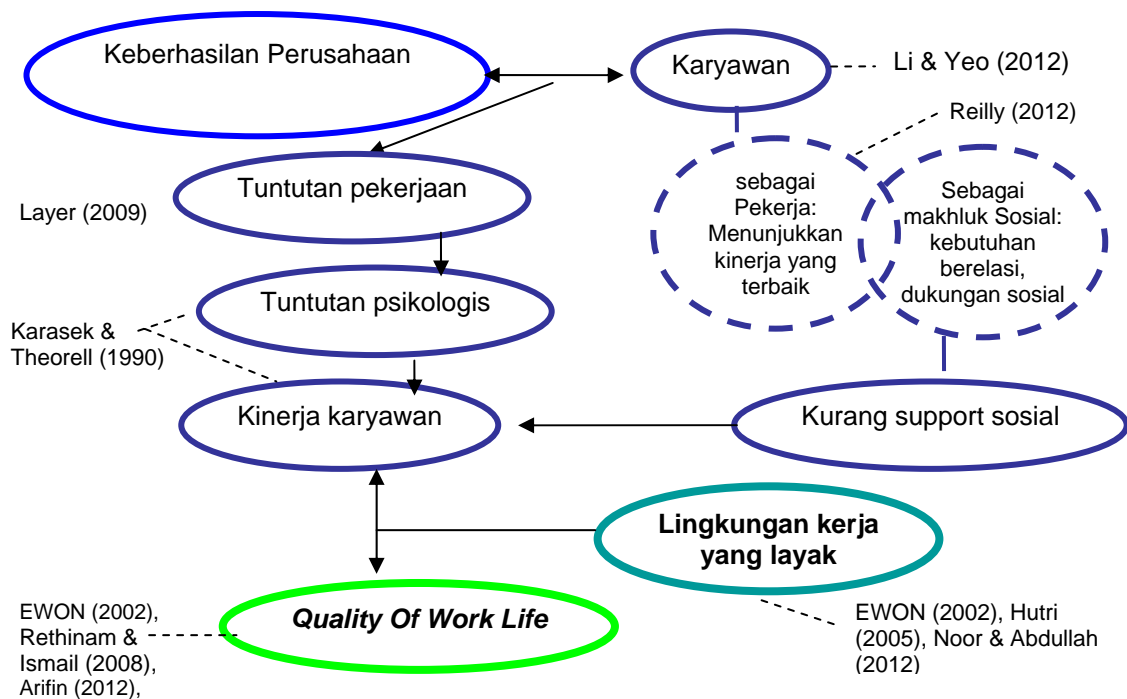 Keberhasilan Perusahaan
Karyawan
Li & Yeo (2012)
Reilly (2012)
Tuntutan pekerjaan
Layer (2009)
sebagai
Pekerja:
Menunjukkan
kinerja yang
terbaik
Sebagai
makhluk Sosial:
kebutuhan
berelasi,
dukungan sosial
Tuntutan psikologis
Karasek &
Theorell (1990)
Kinerja karyawan
Kurang support sosial
Lingkungan kerja
yang layak
Quality Of Work Life
EWON (2002),
Rethinam &
Ismail (2008),
Arifin (2012),
EWON (2002), Hutri
(2005), Noor & Abdullah
(2012)